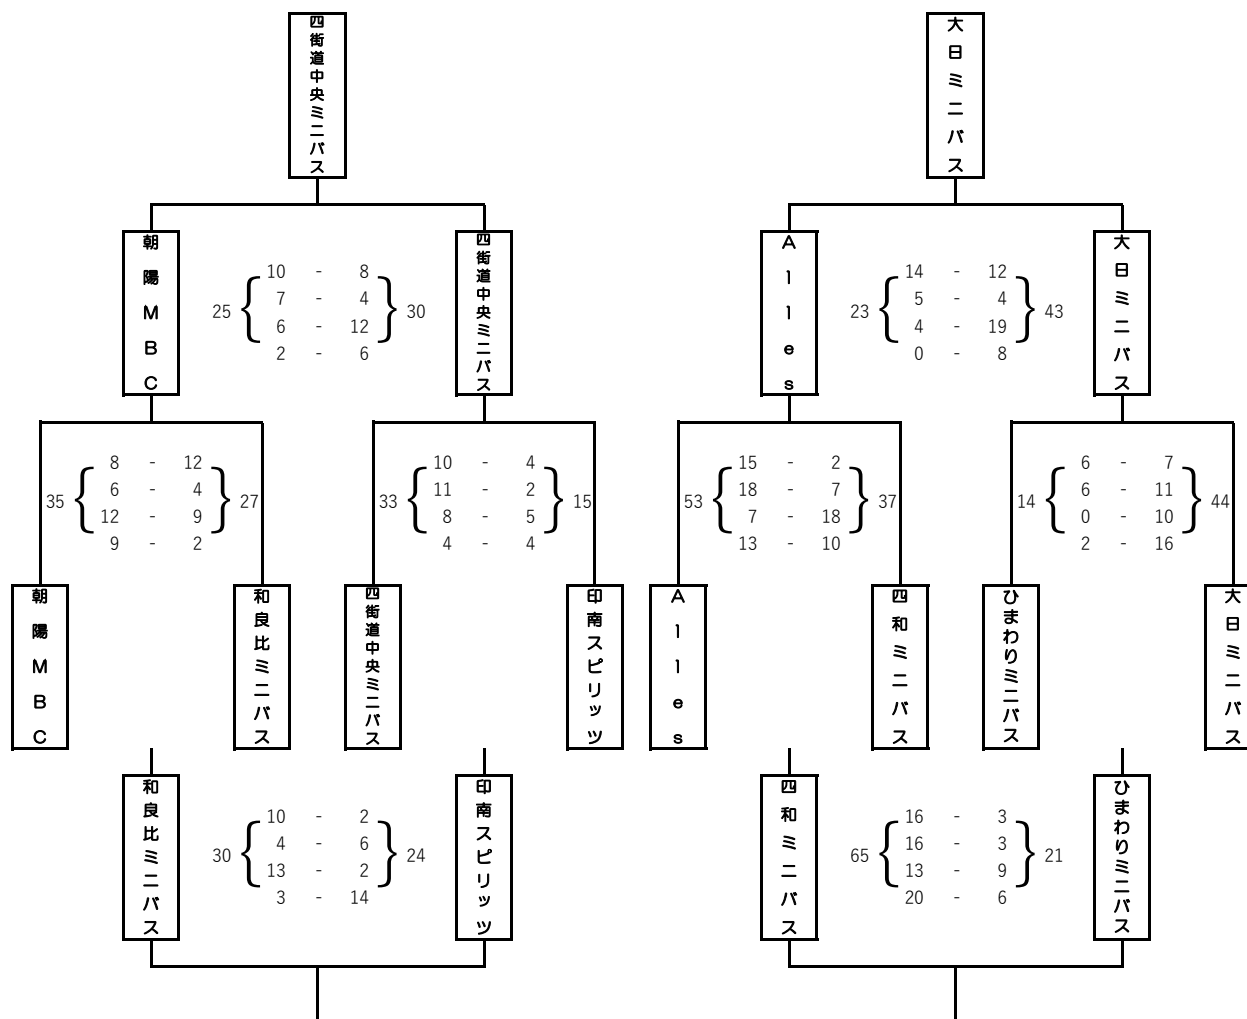 四街道中央ミニバス
大日ミニバス
朝陽MBC
25 { 10 - 8 } 30
7 - 4
6 - 12
2 - 6
四街道中央ミニバス
Alles
23 { 14 - 12 } 43
5 - 4
4 - 19
0 - 8
大日ミニバス
35 { 8 - 12 } 27
6 - 4
12 - 9
9 - 2
33 { 10 - 4 } 15
11 - 2
8 - 5
4 - 4
53 { 15 - 2 } 37
18 - 7
7 - 18
13 - 10
14 { 6 - 7 } 44
6 - 11
0 - 10
2 - 16
朝陽MBC
和良比ミニバス
四街道中央ミニバス
印南スピリッツ
Alles
四和ミニバス
ひまわりミニバス
大日ミニバス
和良比ミニバス
30 { 10 - 2 } 24
4 - 6
13 - 2
3 - 14
印南スピリッツ
四和ミニバス
65 { 16 - 3 } 21
16 - 3
13 - 9
20 - 6
ひまわりミニバス